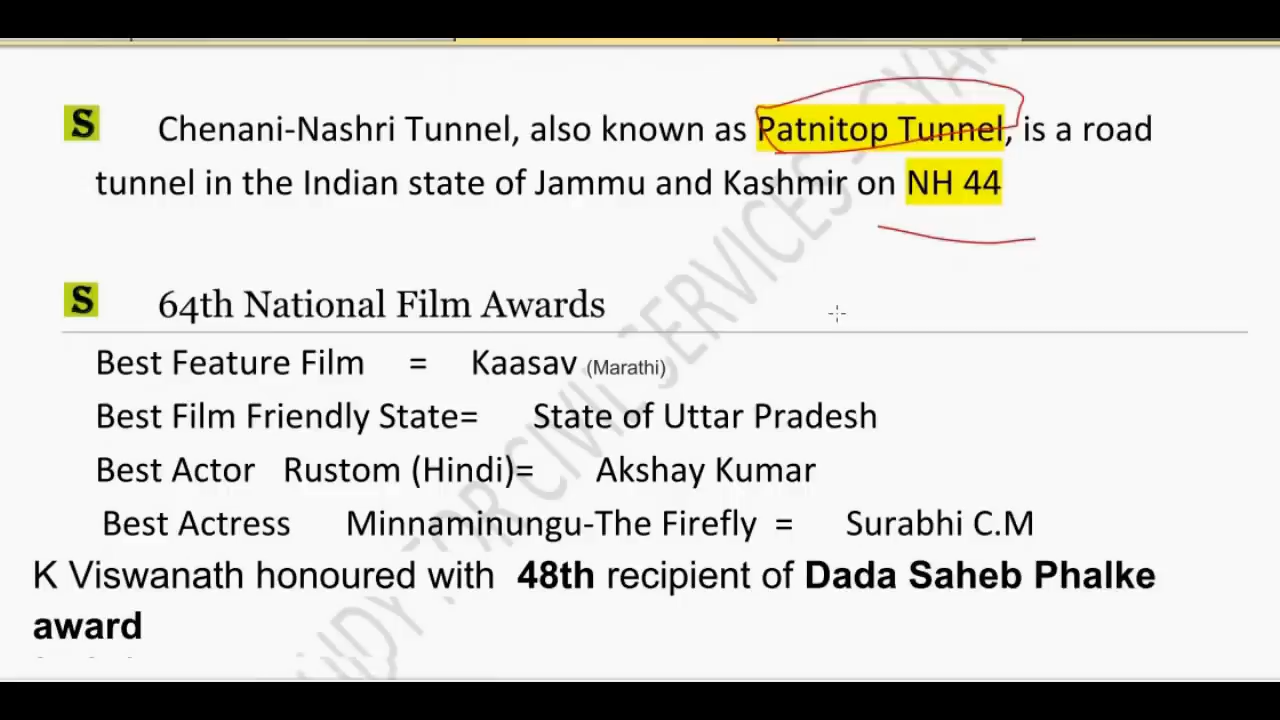 S Chenani-Nashri Tunnel, also known as Patnitop Tunnel, is a road
tunnel in the Indian state of Jammu and Kashmir on NH 44
S 64th National Film Awards
Best Feature Film = Kaasav (Marathi)
Best Film Friendly State= State of Uttar Pradesh
Best Actor Rustom (Hindi)= Akshay Kumar
Best Actress Minnaminungu-The Firefly = Surabhi C.M
K Viswanath honoured with 48th recipient of Dada Saheb Phalke
award